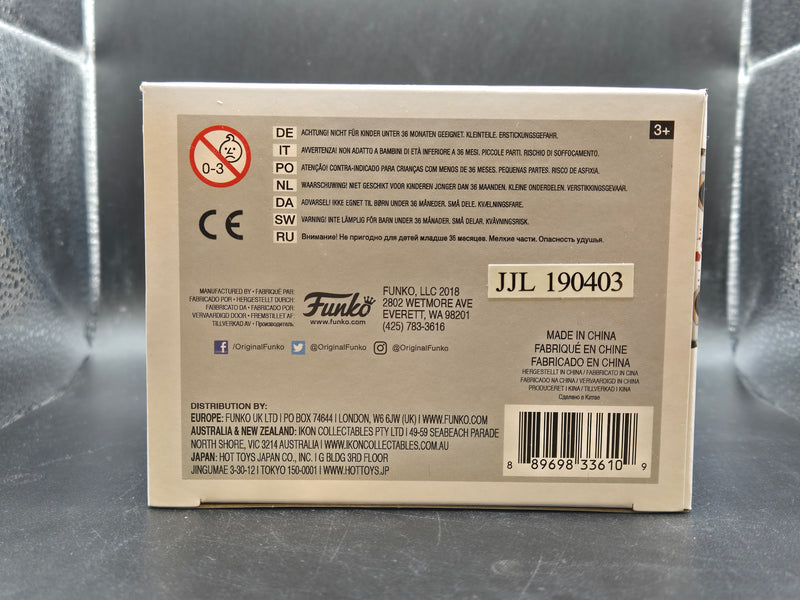 3+
0-3
DE ACHTUNG! NICHT FÜR KINDER UNTER 36 MONATEN GEEIGNET. KLEINTEILE. ERSTICKUNGSGEFAHR.
IT AVVERTENZA! NON ADATTO A BAMBINI DI ETÀ INFERIORE A 36 MESI. PICCOLE PARTI. RISCHIO DI SOFFOCAMENTO.
PO ATENÇÃO! CONTRA-INDICADO PARA CRIANÇAS COM MENOS DE 36 MESES. PEQUENAS PARTES. RISCO DE ASFIXIA.
NL WAARSCHUWING! NIET GESCHIKT VOOR KINDEREN JONGER DAN 36 MAANDEN. KLEINE ONDERDELEN. VERSTIKKINGSGEVAAR.
DA ADVARSEL! IKKE EGNET TIL BØRN UNDER 36 MÅNEDER. SMÅ DELE. KVÆLNINGSFARE.
SW VARNING! INTE LÄMPLIG FÖR BARN UNDER 36 MÅNADER. SMÅ DELAR. KVÄVNINGSRISK.
RU Внимание! Не пригодно для детей младше 36 месяцев. Мелкие части. Опасность удушья.
CE
JJL 190403
MANUFACTURED BY • FABRIQUÉ PAR
FABRICADO POR • HERGESTELLT DURCH
FABRICATO DA • FABRICADO POR
VERVAARDIGD DOOR • FREMSTILLET AF
TILLVERKAD AV • Производитель
Funko
www.funko.com
FUNKO, LLC 2018
2802 WETMORE AVE
EVERETT, WA 98201
(425) 783-3616
f /OriginalFunko @OriginalFunko @OriginalFunko
MADE IN CHINA
FABRIQUÉ EN CHINE
FABRICADO EN CHINA
HERGESTELLT IN CHINA / FABBRICATO IN CINA
FABRICADO NA CHINA / VERVAARDIGD IN CHINA
PRODUCERET I KINA / TILLVERKAD I KINA
Сделано в Китае
DISTRIBUTION BY:
EUROPE: FUNKO UK LTD | PO BOX 74644 | LONDON, W6 6JW (UK) | WWW.FUNKO.COM
AUSTRALIA & NEW ZEALAND: IKON COLLECTABLES PTY LTD | 49-59 SEABEACH PARADE
NORTH SHORE, VIC 3214 AUSTRALIA | WWW.IKONCOLLECTABLES.COM.AU
JAPAN: HOT TOYS JAPAN CO., INC. | G BLDG 3RD FLOOR
JINGUMAE 3-30-12 | TOKYO 150-0001 | WWW.HOTTOYS.JP
8 89698 33610 9